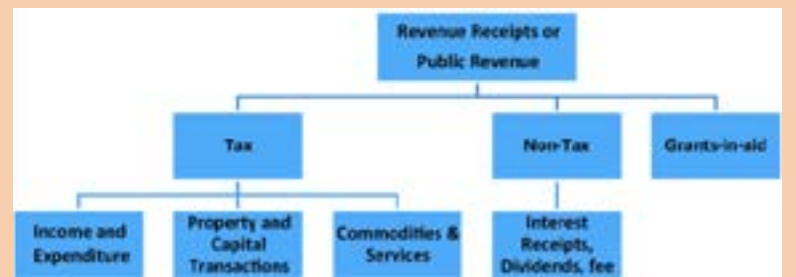 Revenue Receipts or
Public Revenue
Tax
Non-Tax
Grants-in-aid
Income and
Expenditure
Property and
Capital
Transactions
Commodities &
Services
Interest
Receipts,
Dividends, fee